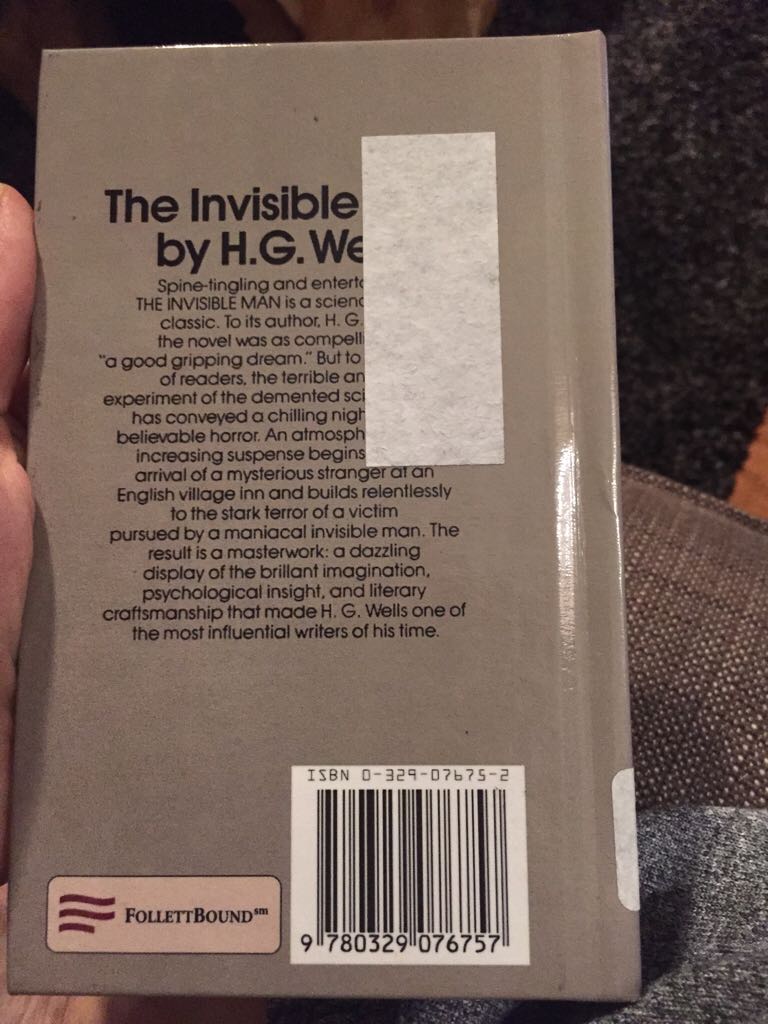 The Invisible
by H.G. We
Spine-tingling and enterta
THE INVISIBLE MAN is a scienc
classic. To its author, H. G.
the novel was as compelli
"a good gripping dream." But to
of readers, the terrible an
experiment of the demented sci
has conveyed a chilling nigh
believable horror. An atmosph
increasing suspense begins
arrival of a mysterious stranger at an
English village inn and builds relentlessly
to the stark terror of a victim
pursued by a maniacal invisible man. The
result is a masterwork: a dazzling
display of the brillant imagination,
psychological insight, and literary
craftsmanship that made H. G. Wells one of
the most influential writers of his time.
ISBN 0-329-07675-2
9 780329 076757
FOLLETTBOUND sm